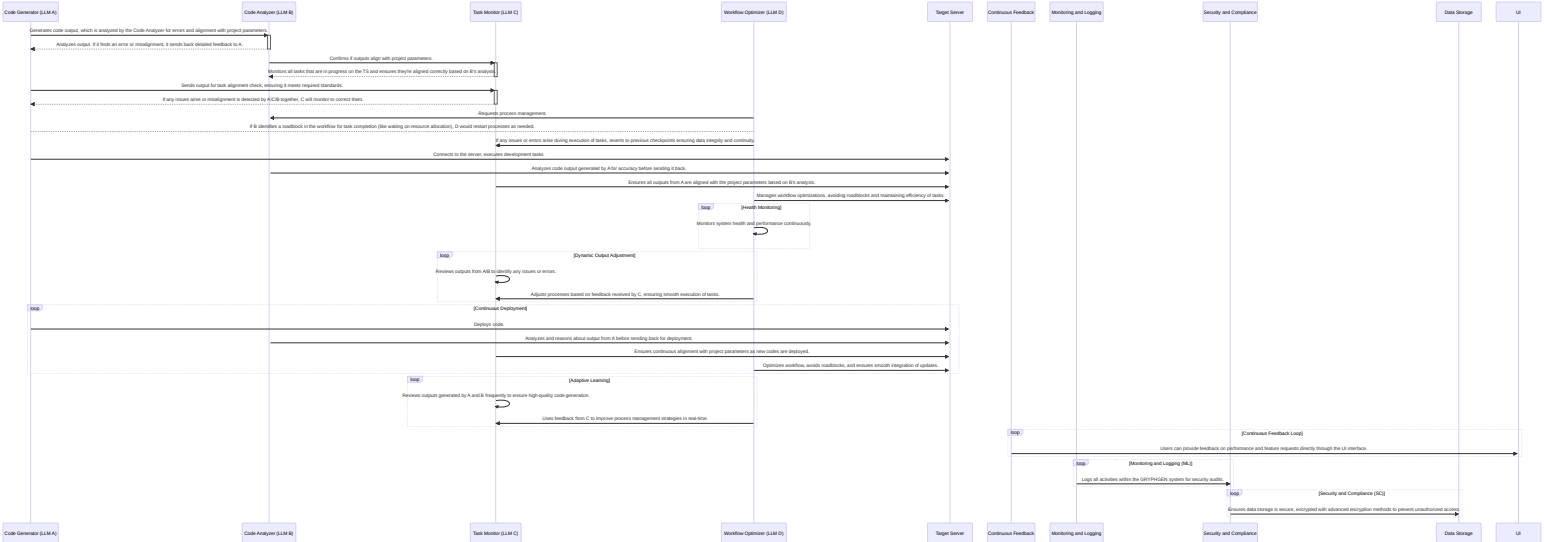 Code Generator (LLM A)
Code Analyzer (LLM B)
Task Monitor (LLM C)
Workflow Optimizer (LLM D)
Target Server
Continuous Feedback
Monitoring and Logging
Security and Compliance
Data Storage
UI
Generates code output, which is analyzed by the Code Analyzer for errors and alignment with project parameters.
Analyzes output. If it finds an error or misalignment, it sends back detailed feedback to A.
Confirms if outputs align with project parameters.
Monitors all tasks that are in progress on the TS and ensures they're aligned correctly based on B's analysis.
Sends output for task alignment check, ensuring it meets required standards.
If any issues arise or misalignment is detected by A/C/B together, C will monitor to correct them.
Requests process management.
If B identifies a roadblock in the workflow for task completion (like waiting on resource allocation), D would restart processes as needed.
If any issues or errors arise during execution of tasks, reverts to previous checkpoints ensuring data integrity and continuity.
Connects to the server, executes development tasks.
Analyzes code output generated by A for accuracy before sending it back.
Ensures all outputs from A are aligned with the project parameters based on B's analysis.
Manages workflow optimizations, avoiding roadblocks and maintaining efficiency of tasks.
loop [Health Monitoring]
Monitors system health and performance continuously.
loop [Dynamic Output Adjustment]
Reviews outputs from A/B to identify any issues or errors.
Adjusts processes based on feedback received by C, ensuring smooth execution of tasks.
loop [Continuous Deployment]
Deploys code.
Analyzes and reasons about output from A before sending back for deployment.
Ensures continuous alignment with project parameters as new codes are deployed.
Optimizes workflow, avoids roadblocks, and ensures smooth integration of updates.
loop [Adaptive Learning]
Reviews outputs generated by A and B frequently to ensure high-quality code generation.
Uses feedback from C to improve process management strategies in real-time.
loop [Continuous Feedback Loop]
Users can provide feedback on performance and feature requests directly through the UI interface.
loop [Monitoring and Logging (ML)]
Logs all activities within the GRYPHGEN system for security audits.
loop [Security and Compliance (SC)]
Ensures data storage is secure, encrypted with advanced encryption methods to prevent unauthorized access.
Code Generator (LLM A)
Code Analyzer (LLM B)
Task Monitor (LLM C)
Workflow Optimizer (LLM D)
Target Server
Continuous Feedback
Monitoring and Logging
Security and Compliance
Data Storage
UI